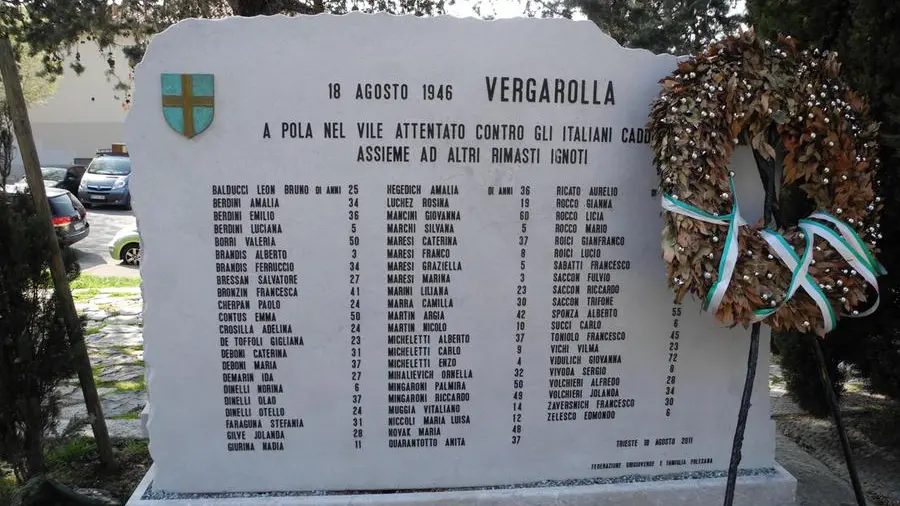 18 AGOSTO 1946 VERGAROLLA
A POLA NEL VILE ATTENTATO CONTRO GLI ITALIANI
ASSIEME AD ALTRI RIMASTI IGNOTI
BALDUCCI LEON BRUNO DI ANNI 25
BERDINI AMALIA 34
BERDINI EMILIO 36
BERDINI LUCIANA 5
BORRI VALERIA 50
BRANDIS ALBERTO 3
BRANDIS FERRUCCIO 34
BRESSAN SALVATORE 27
BRONZIN FRANCESCA 41
CHERPAN PAOLO 24
CONTUS EMMA 50
CROSILLA ADELINA 24
DE TOFFOLI GIGLIANA 23
DEBONI CATERINA 31
DEBONI MARIA 37
DEMARIN IDA 27
DINELLI NORINA 6
DINELLI OLAO 37
DINELLI OTELLO 24
FARAGUNA STEFANIA 31
GILVE JOLANDA 28
GIURINA NADIA 11
HEGEDICH AMALIA DI ANNI 36
LUCHEZ ROSINA 19
MANCINI GIOVANNA 60
MARCHI SILVANA 5
MARESI CATERINA 37
MARESI FRANCO 8
MARESI GRAZIELLA 5
MARESI MARINA 3
MARINI LILIANA 23
MARRA CAMILLA 30
MARTIN ARGIA 42
MARTIN NICOLO 10
MICHELETTI ALBERTO 37
MICHELETTI CARLO 9
MICHELETTI ENZO 4
MIHALIEVICH ORNELLA 32
MINGARONI PALMIRA 50
MINGARONI RICCARDO 49
MUGGIA VITALIANO 14
NICCOLI MARIA LUISA 12
NOVAK MARIA 48
QUARANTOTTO ANITA 37
RICATO AURELIO
ROCCO GIANNA
ROCCO LICIA
ROCCO MARIO
ROICI GIANFRANCO
ROICI LUCIO
SABATTI FRANCESCO
SACCON FULVIO
SACCON RICCARDO
SACCON TRIFONE
SPONZA ALBERTO 55
SUCCI CARLO 6
TONIOLO FRANCESCO 45
VICHI VILMA 23
VIDULICH GIOVANNA 72
VIVODA SERGIO 8
VOLCHIERI ALFREDO 28
VOLCHIERI JOLANDA 34
ZAVERSNICH FRANCESCO 30
ZELESCO EDMONDO 6
TRIESTE 18 AGOSTO 2011
FEDERAZIONE GRIGIOVERDE E FAMIGLIA POLESANA